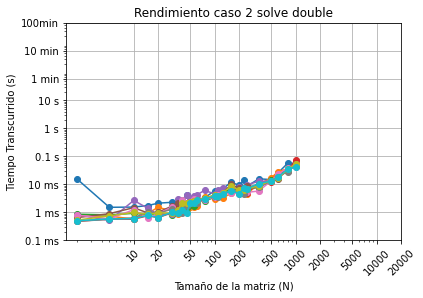 Rendimiento caso 2 solve double
Tiempo Transcurrido (s)
100min
10 min
1 min
10 s
1 s
0.1 s
10 ms
1 ms
0.1 ms
10
20
50
100
200
500
1000
2000
5000
10000
20000
Tamaño de la matriz (N)